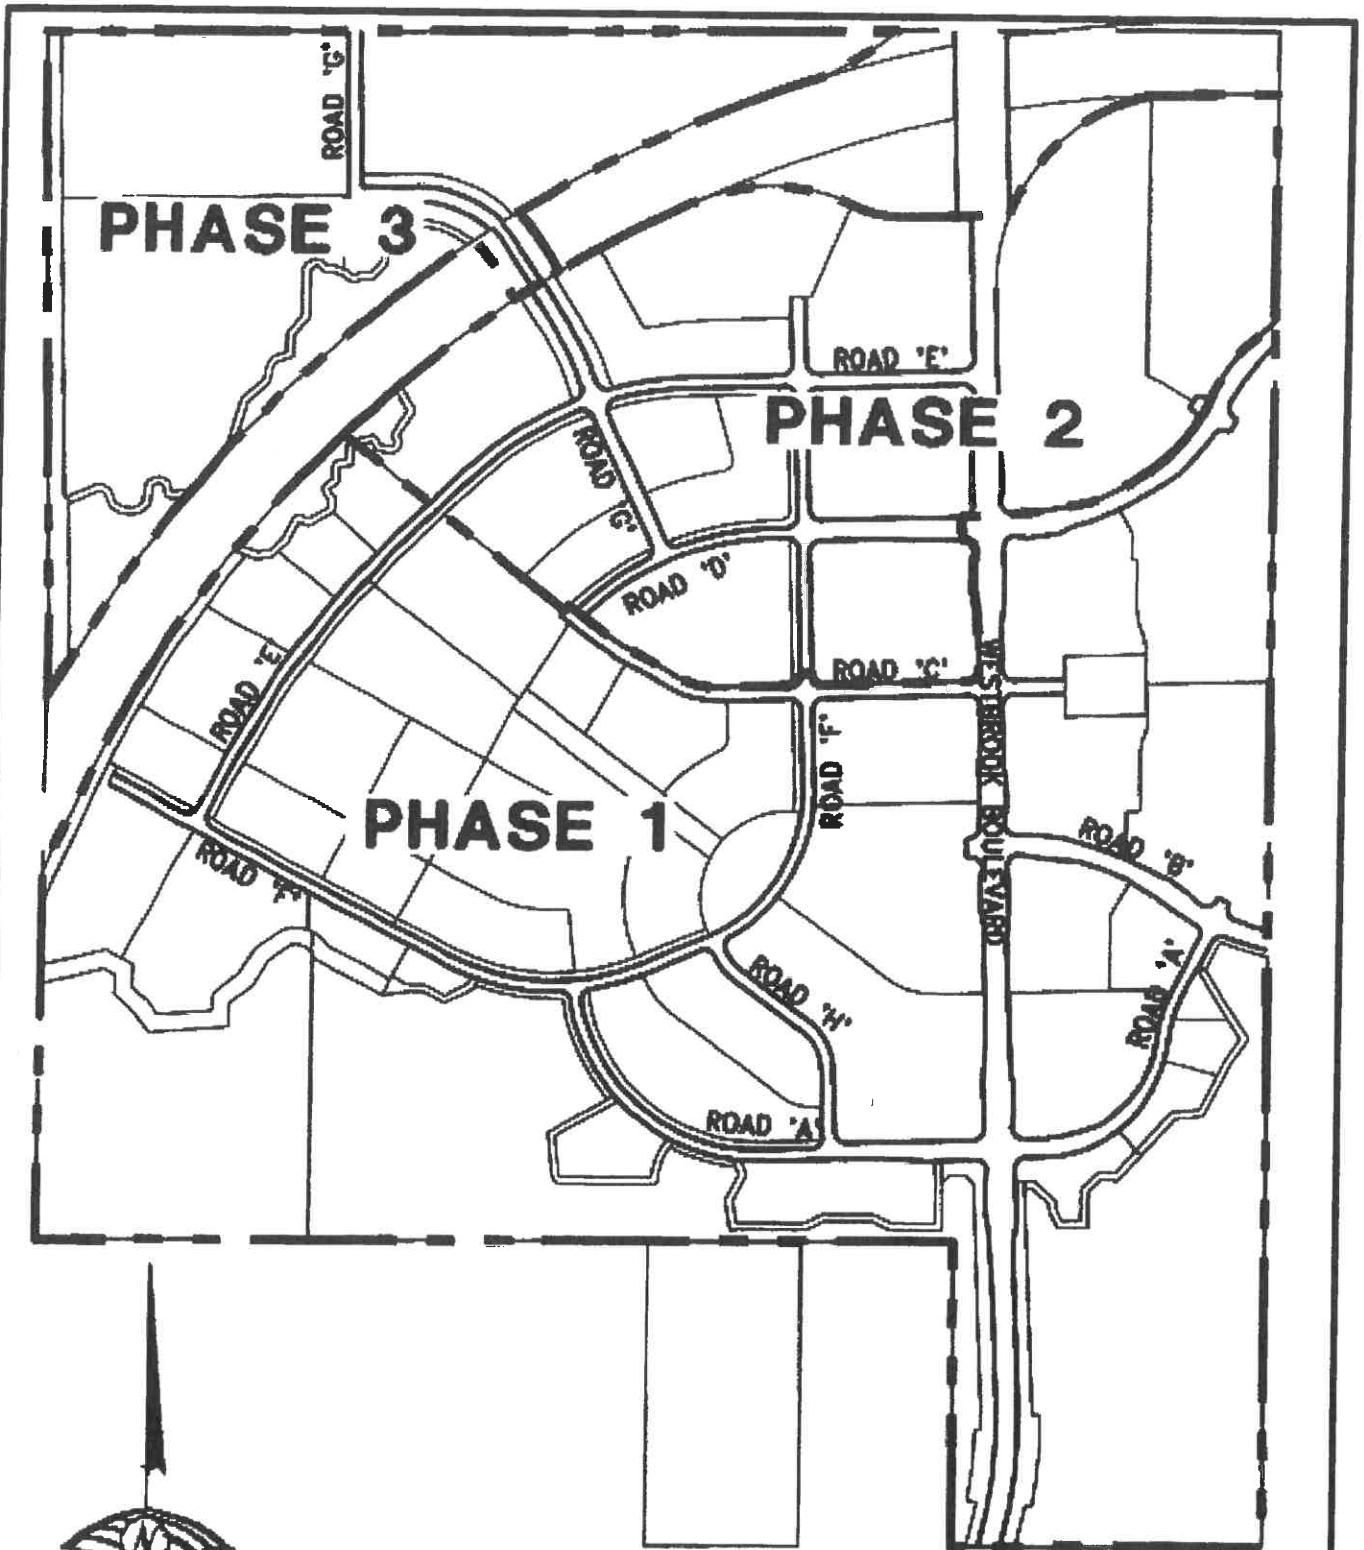 ROAD "G"
PHASE 3
ROAD "E"
PHASE 2
ROAD "G"
ROAD "D"
ROAD "E"
ROAD "C"
WESTBROOK BOULEVARD
ROAD "F"
PHASE 1
ROAD "B"
ROAD "F"
ROAD "A"
ROAD "H"
ROAD "A"
N